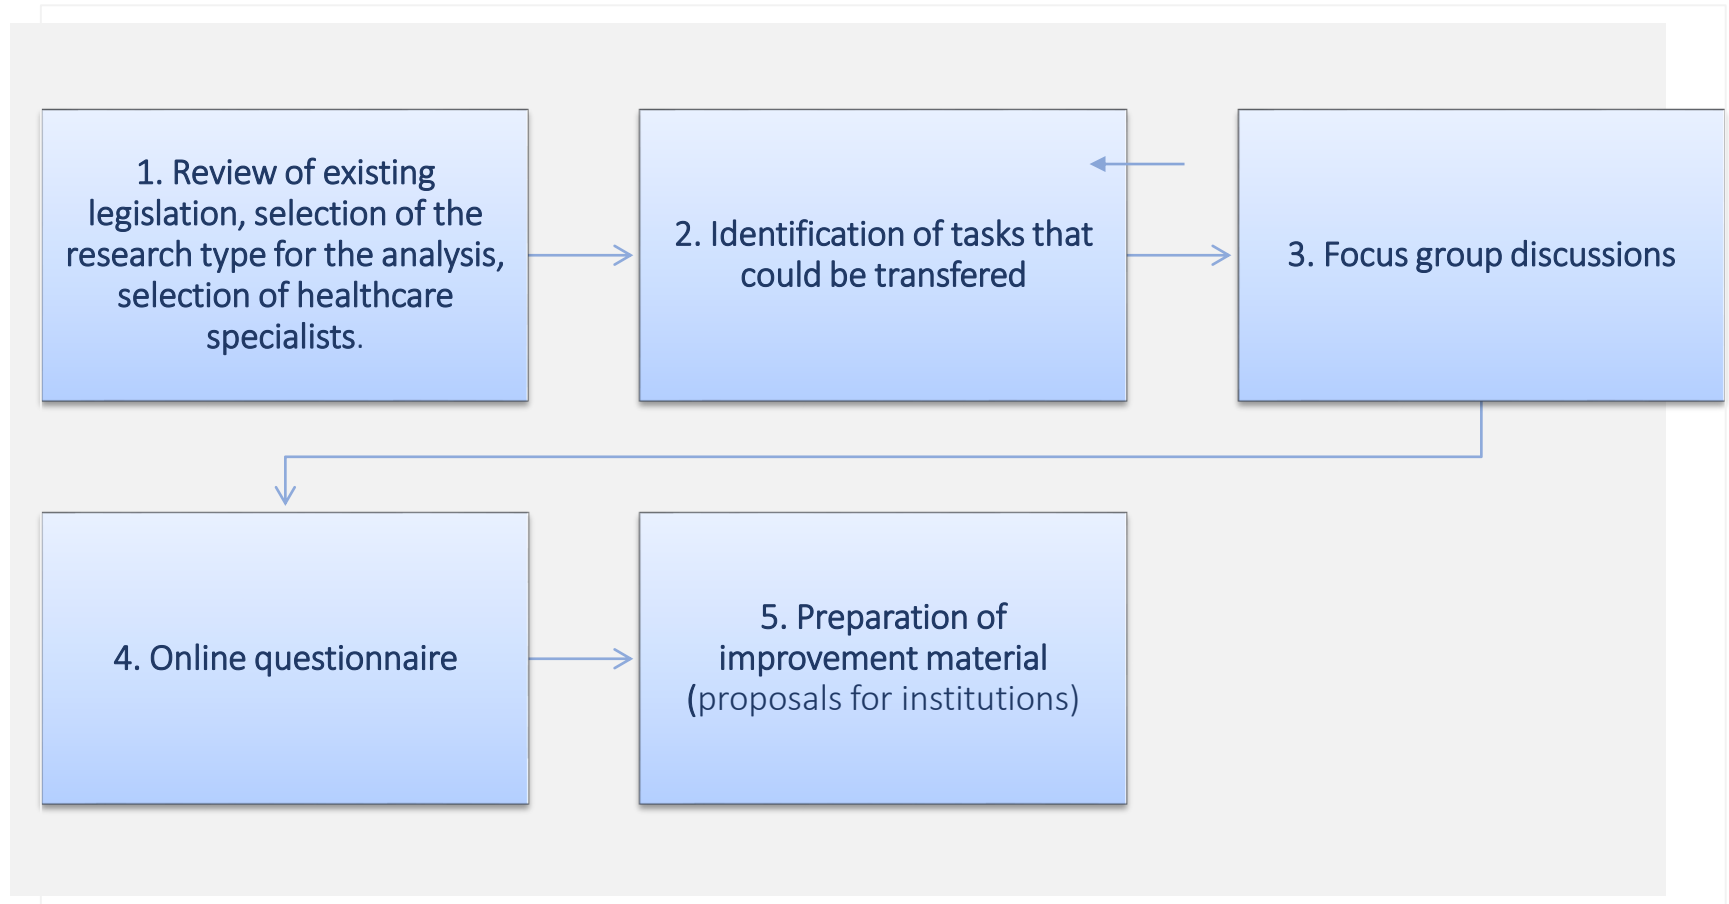 1. Review of existing
legislation, selection of the
research type for the analysis,
selection of healthcare
specialists.
2. Identification of tasks that
could be transfered
3. Focus group discussions
4. Online questionnaire
5. Preparation of
improvement material
(proposals for institutions)